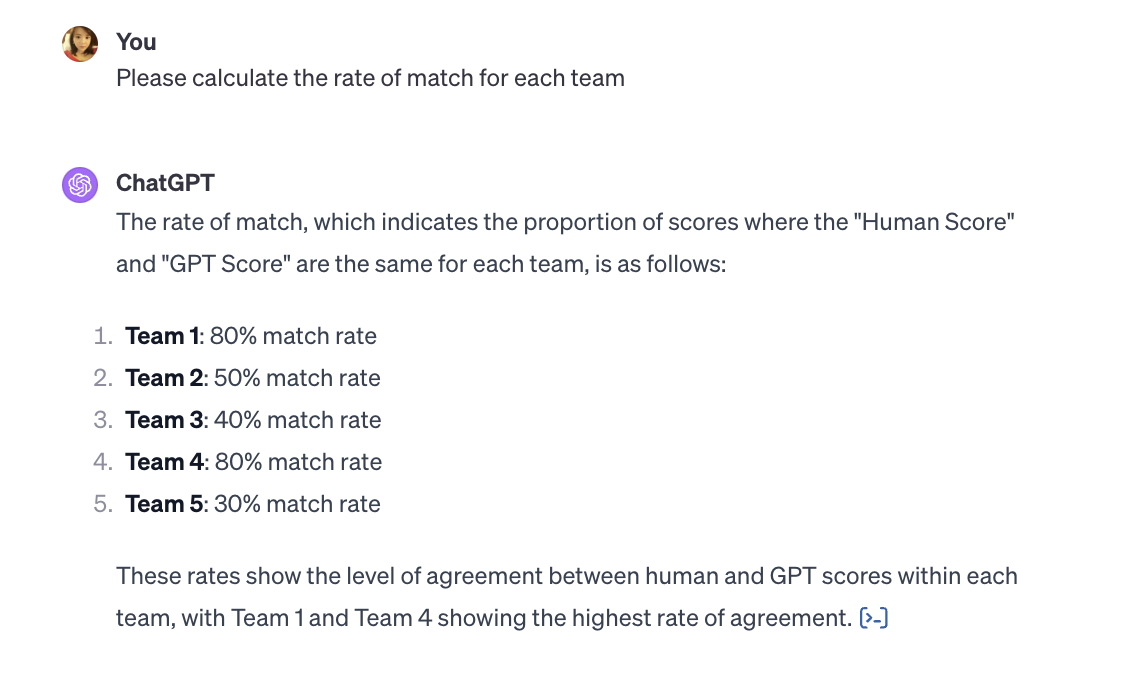 You
Please calculate the rate of match for each team
ChatGPT
The rate of match, which indicates the proportion of scores where the "Human Score"
and "GPT Score" are the same for each team, is as follows:
1. Team 1: 80% match rate
2. Team 2: 50% match rate
3. Team 3: 40% match rate
4. Team 4: 80% match rate
5. Team 5: 30% match rate
These rates show the level of agreement between human and GPT scores within each
team, with Team 1 and Team 4 showing the highest rate of agreement. [>-]